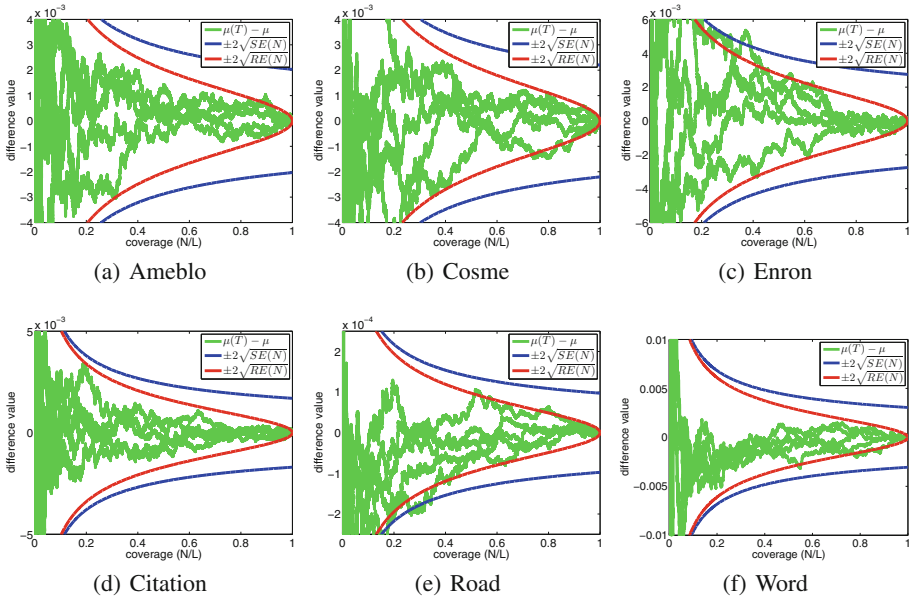 x 10⁻³
4
3
2
1
0
-1
-2
-3
-4
0 0.2 0.4 0.6 0.8 1
difference value
coverage (N/L)
μ(T) − μ
±2√SE(N)
±2√RE(N)
(a) Ameblo
x 10⁻³
4
3
2
1
0
-1
-2
-3
-4
0 0.2 0.4 0.6 0.8 1
difference value
coverage (N/L)
μ(T) − μ
±2√SE(N)
±2√RE(N)
(b) Cosme
x 10⁻³
6
4
2
0
-2
-4
-6
0 0.2 0.4 0.6 0.8 1
difference value
coverage (N/L)
μ(T) − μ
±2√SE(N)
±2√RE(N)
(c) Enron
x 10⁻³
5
0
-5
0 0.2 0.4 0.6 0.8 1
difference value
coverage (N/L)
μ(T) − μ
±2√SE(N)
±2√RE(N)
(d) Citation
x 10⁻⁴
2
1
0
-1
-2
0 0.2 0.4 0.6 0.8 1
difference value
coverage (N/L)
μ(T) − μ
±2√SE(N)
±2√RE(N)
(e) Road
0.01
0.005
0
-0.005
-0.01
0 0.2 0.4 0.6 0.8 1
difference value
coverage (N/L)
μ(T) − μ
±2√SE(N)
±2√RE(N)
(f) Word